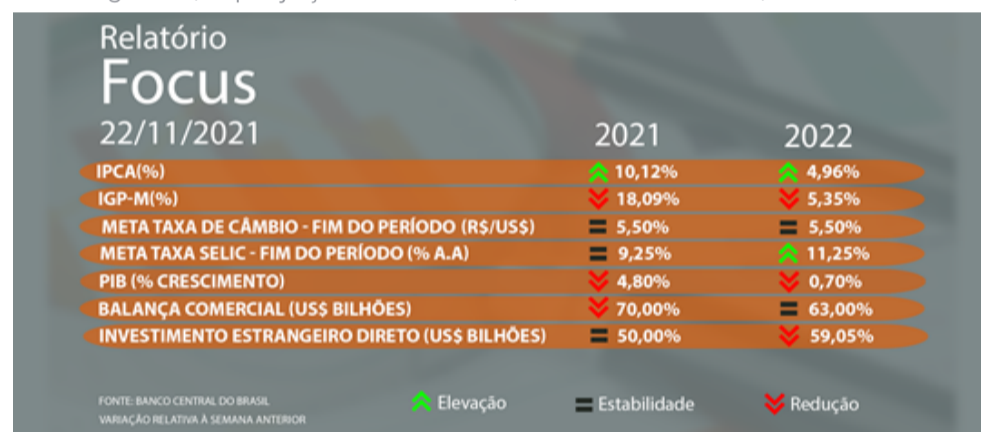 Relatório
Focus
22/11/2021 2021 2022
IPCA(%) 10,12% 4,96%
IGP-M(%) 18,09% 5,35%
META TAXA DE CÂMBIO - FIM DO PERÍODO (R$/US$) 5,50% 5,50%
META TAXA SELIC - FIM DO PERÍODO (% A.A) 9,25% 11,25%
PIB (% CRESCIMENTO) 4,80% 0,70%
BALANÇA COMERCIAL (US$ BILHÕES) 70,00% 63,00%
INVESTIMENTO ESTRANGEIRO DIRETO (US$ BILHÕES) 50,00% 59,05%
FONTE: BANCO CENTRAL DO BRASIL
VARIAÇÃO RELATIVA À SEMANA ANTERIOR
Elevação Estabilidade Redução